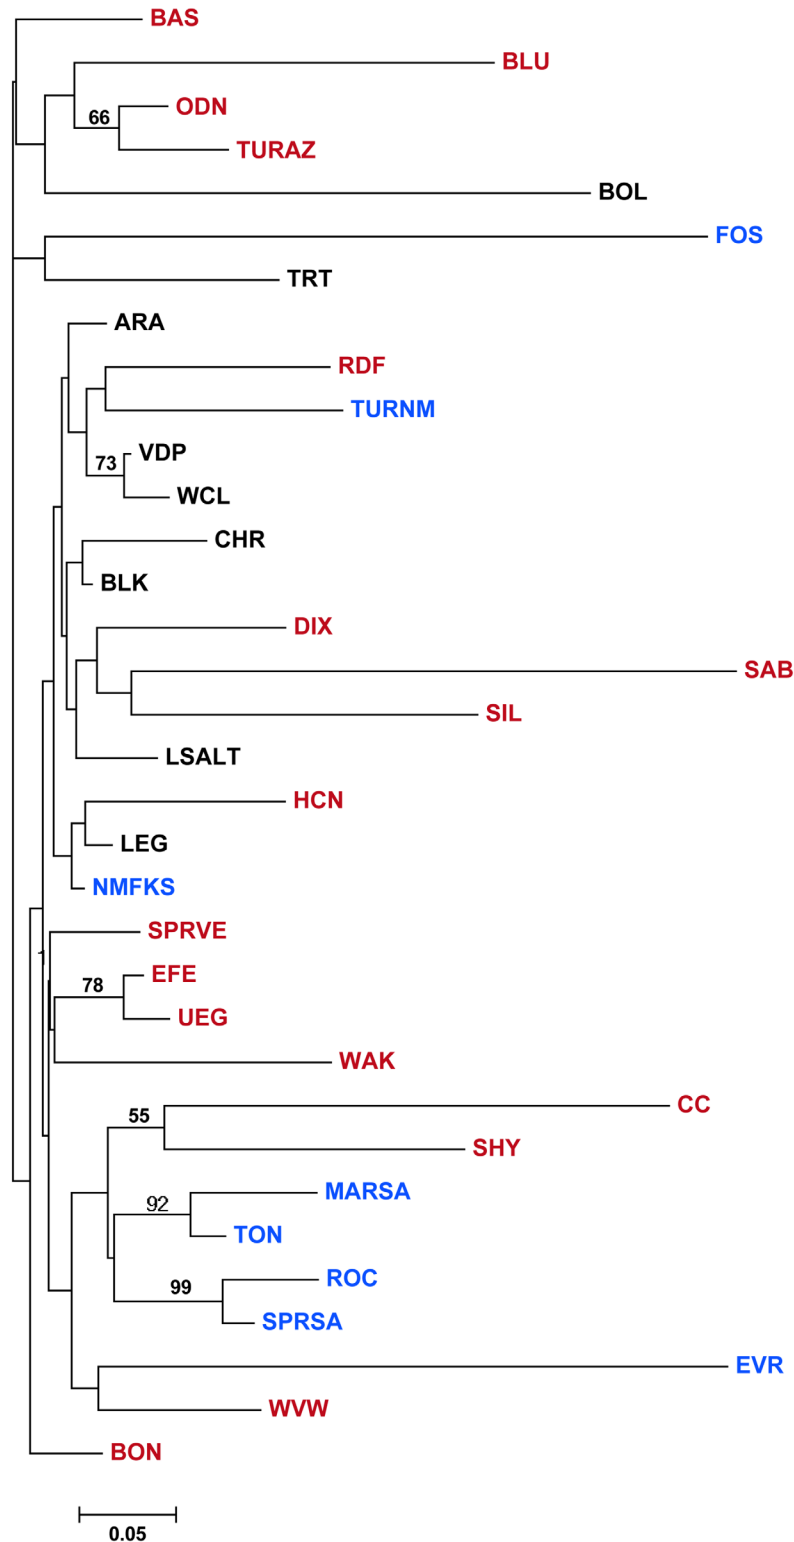 BAS
BLU
ODN
66
TURAZ
BOL
FOS
TRT
ARA
RDF
TURNM
VDP
73
WCL
CHR
BLK
DIX
SAB
SIL
LSALT
HCN
LEG
NMFKS
SPRVE
EFE
78
UEG
WAK
CC
55
SHY
MARSA
92
TON
ROC
99
SPRSA
EVR
WVW
BON
0.05